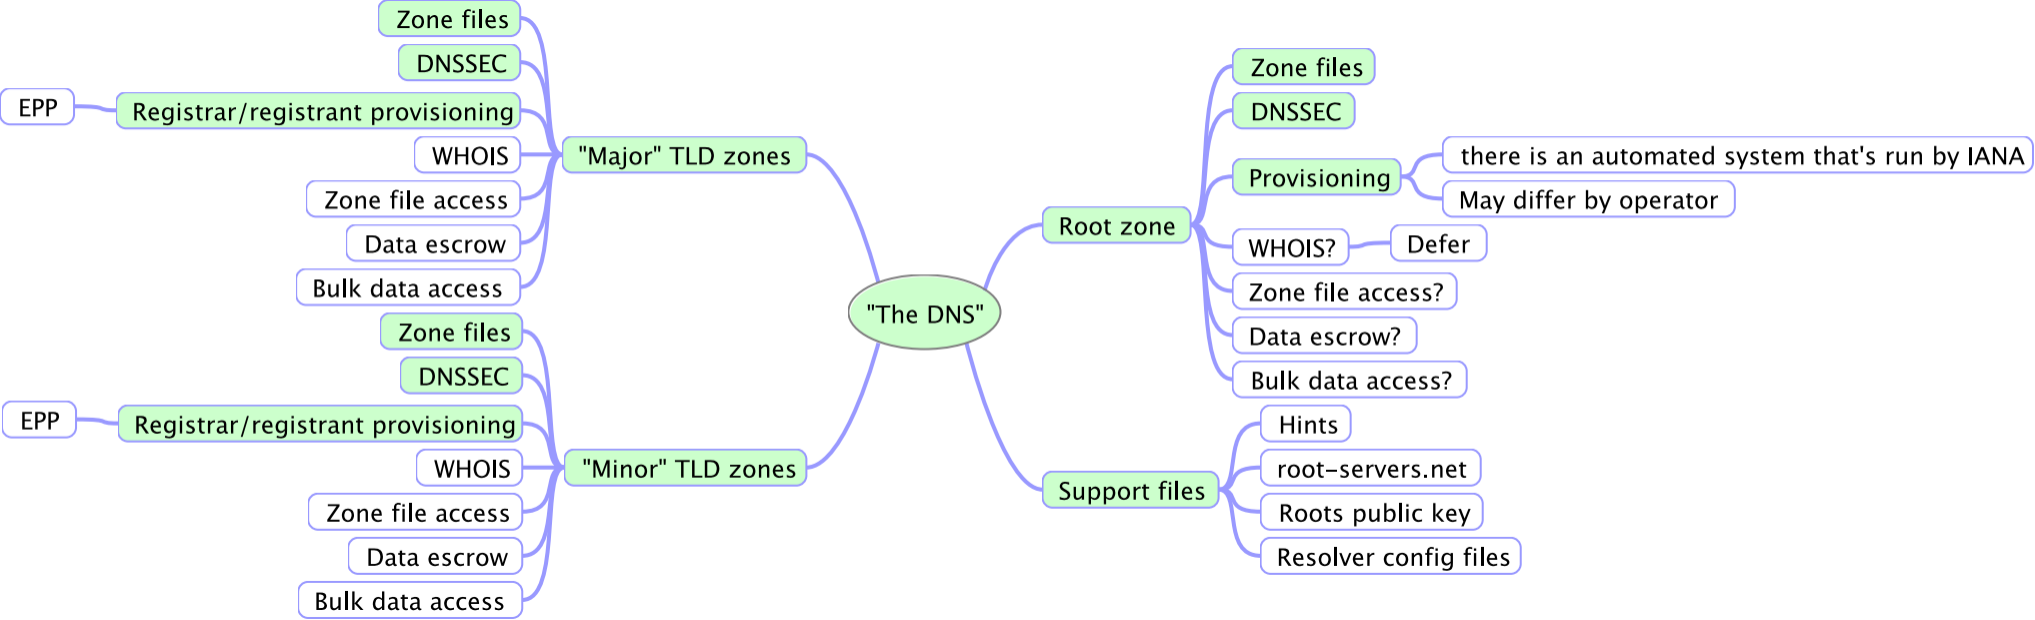 Zone files
DNSSEC
EPP
Registrar/registrant provisioning
WHOIS
Zone file access
Data escrow
Bulk data access
"Major" TLD zones
Zone files
DNSSEC
EPP
Registrar/registrant provisioning
WHOIS
Zone file access
Data escrow
Bulk data access
"Minor" TLD zones
"The DNS"
Root zone
Zone files
DNSSEC
Provisioning
there is an automated system that's run by IANA
May differ by operator
WHOIS?
Defer
Zone file access?
Data escrow?
Bulk data access?
Support files
Hints
root-servers.net
Roots public key
Resolver config files